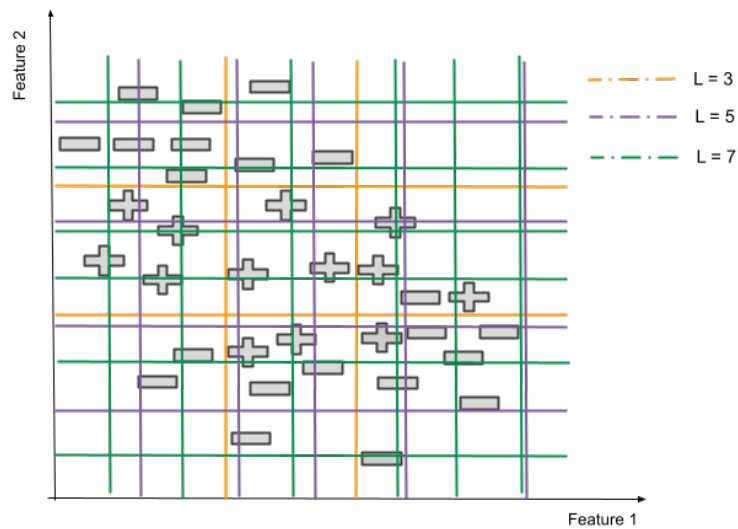 Feature 2
L = 3
L = 5
L = 7
Feature 1